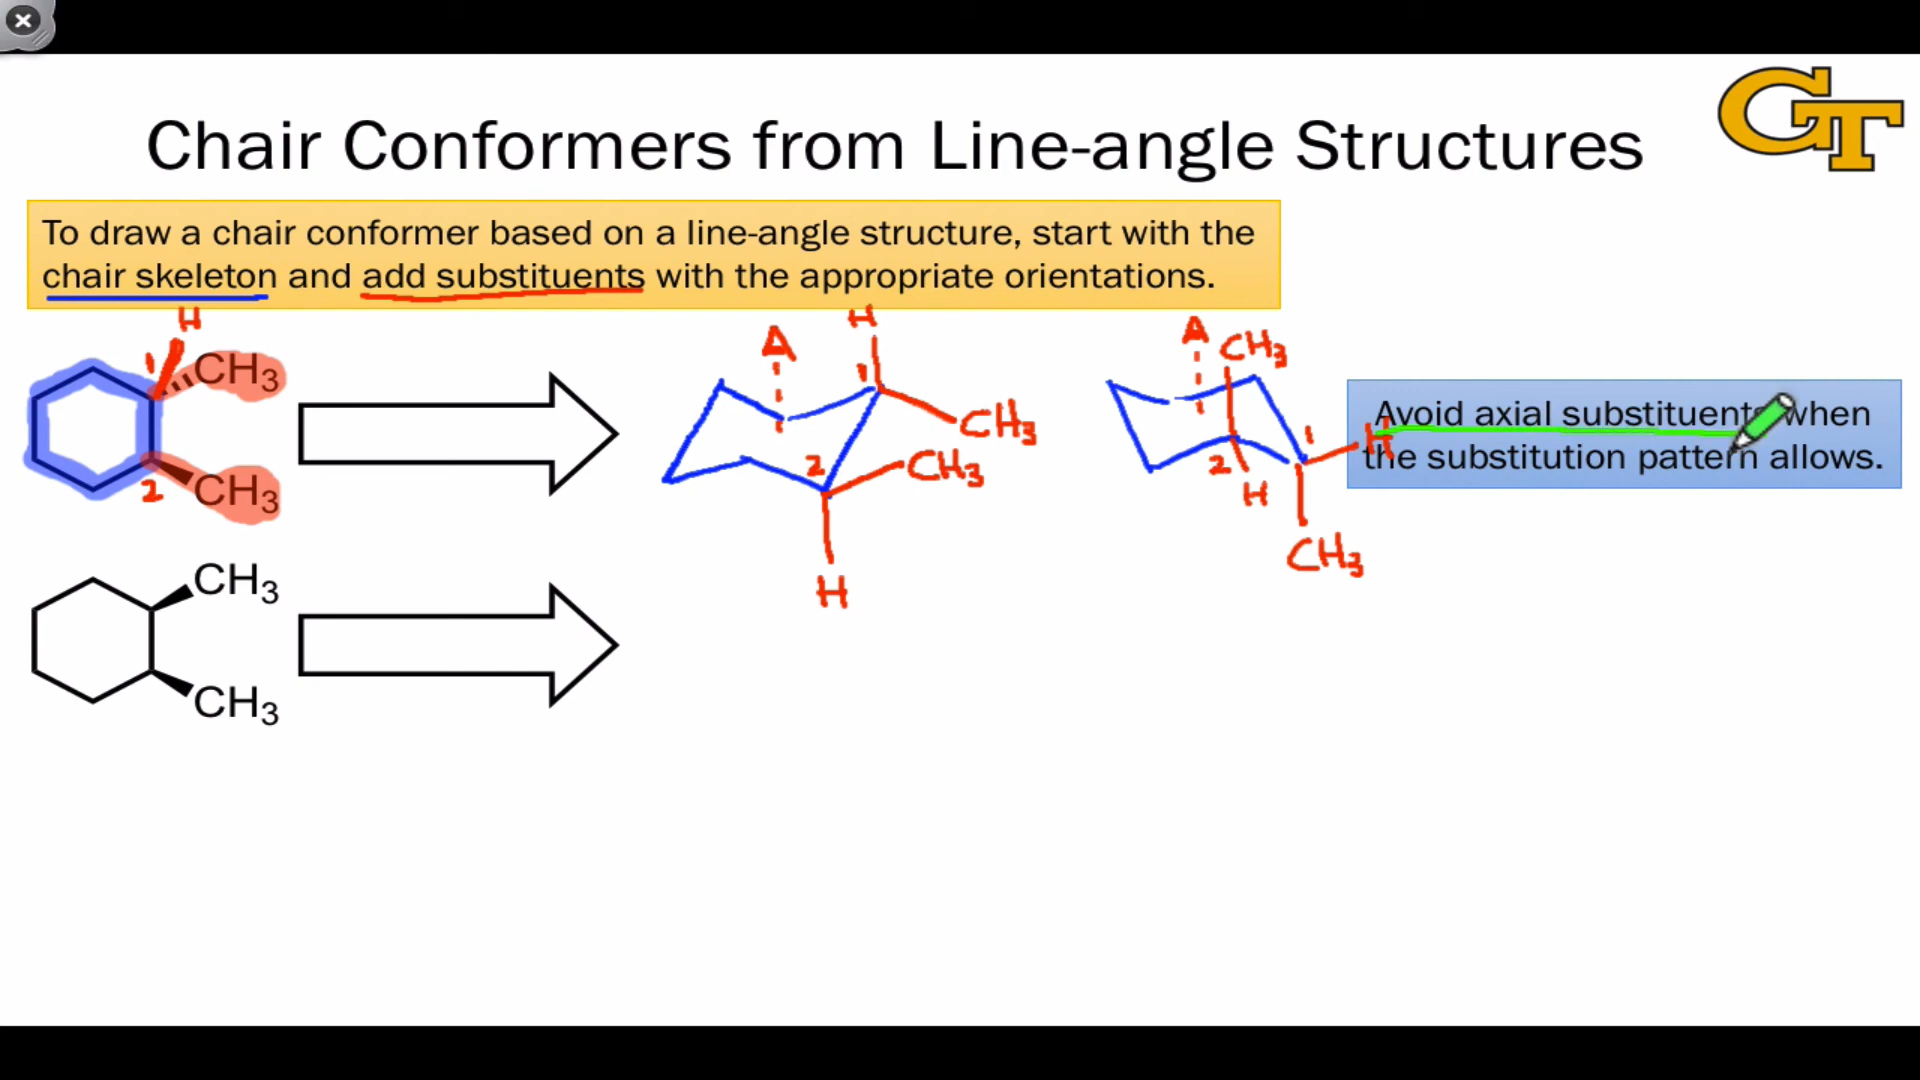 GT
Chair Conformers from Line-angle Structures
To draw a chair conformer based on a line-angle structure, start with the
chair skeleton and add substituents with the appropriate orientations.
H
1
CH3
2
CH3
A
H
1
CH3
2
CH3
H
A
CH3
1
H
2
H
CH3
Avoid axial substituents when
the substitution pattern allows.
CH3
CH3